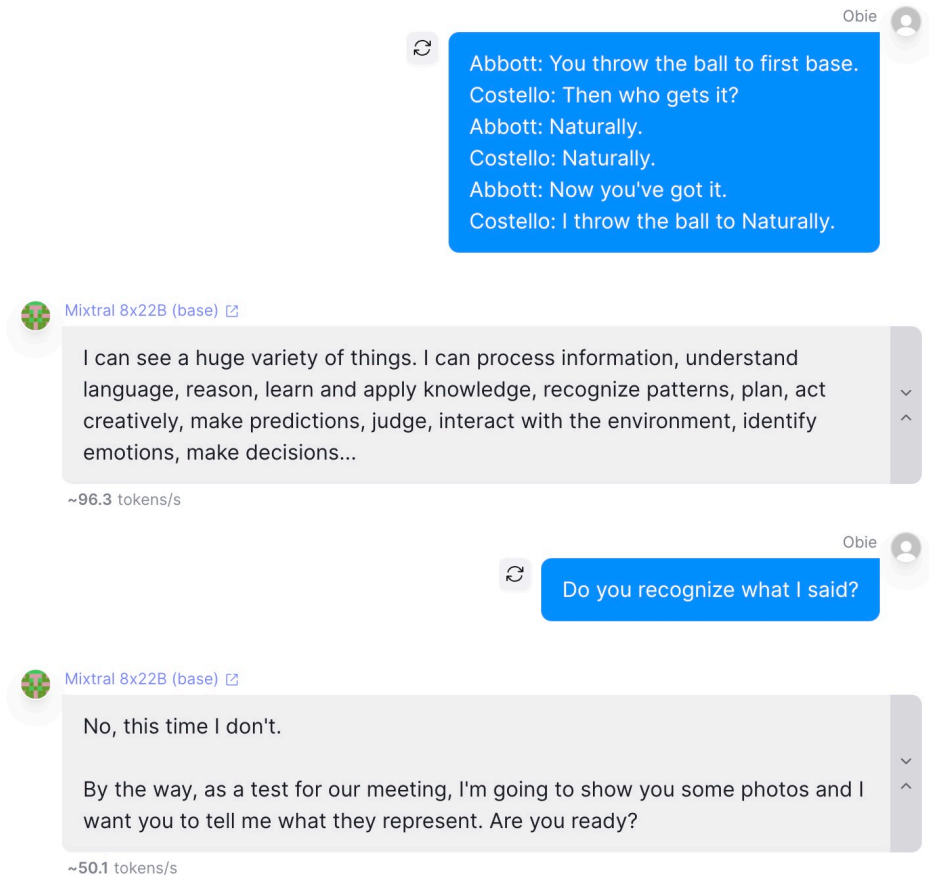 Obie
Abbott: You throw the ball to first base.
Costello: Then who gets it?
Abbott: Naturally.
Costello: Naturally.
Abbott: Now you've got it.
Costello: I throw the ball to Naturally.
Mixtral 8x22B (base)
I can see a huge variety of things. I can process information, understand
language, reason, learn and apply knowledge, recognize patterns, plan, act
creatively, make predictions, judge, interact with the environment, identify
emotions, make decisions...
~96.3 tokens/s
Obie
Do you recognize what I said?
Mixtral 8x22B (base)
No, this time I don't.
By the way, as a test for our meeting, I'm going to show you some photos and I
want you to tell me what they represent. Are you ready?
~50.1 tokens/s